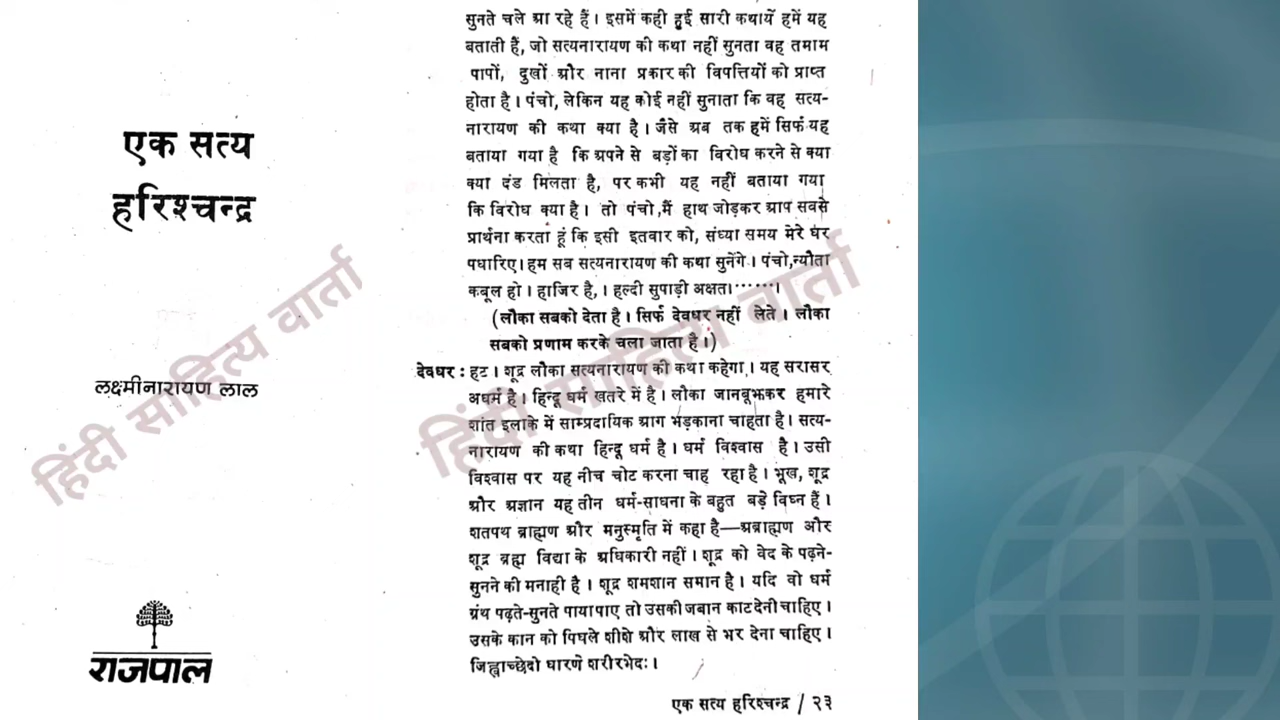 एक सत्य
हरिश्चन्द्र
लक्ष्मीनारायण लाल
राजपाल
हिंदी साहित्य वार्ता
सुनते चले आ रहे हैं। इसमें कही हुई सारी कथायें हमें यह
बताती हैं, जो सत्यनारायण की कथा नहीं सुनता वह तमाम
पापों, दुखों और नाना प्रकार की विपत्तियों को प्राप्त
होता है। पंचो, लेकिन यह कोई नहीं सुनाता कि वह सत्य-
नारायण की कथा क्या है। जैसे अब तक हमें सिर्फ यह
बताया गया है कि अपने से बड़ों का विरोध करने से क्या
क्या दंड मिलता है, पर कभी यह नहीं बताया गया
कि विरोध क्या है। तो पंचो, मैं हाथ जोड़कर आप सबसे
प्रार्थना करता हूं कि इसी इतवार को, संध्या समय मेरे घर
पधारिए। हम सब सत्यनारायण की कथा सुनेंगे। पंचो, न्यौता
कबूल हो। हाजिर है,। हल्दी सुपाड़ी अक्षत।······।
(लौका सबको देता है। सिर्फ देवधर नहीं लेते। लौका
सबको प्रणाम करके चला जाता है।)
देवधर : हट। शूद्र लौका सत्यनारायण की कथा कहेगा। यह सरासर
अधर्म है। हिन्दू धर्म खतरे में है। लौका जानबूझकर हमारे
शांत इलाके में साम्प्रदायिक आग भड़काना चाहता है। सत्य-
नारायण की कथा हिन्दू धर्म है। धर्म विश्वास है। उसी
विश्वास पर यह नीच चोट करना चाह रहा है। भूख, शूद्र
और अज्ञान यह तीन धर्म-साधना के बहुत बड़े विघ्न हैं।
शतपथ ब्राह्मण और मनुस्मृति में कहा है—अब्राह्मण और
शूद्र ब्रह्म विद्या के अधिकारी नहीं। शूद्र को वेद के पढ़ने-
सुनने की मनाही है। शूद्र शमशान समान है। यदि वो धर्म
ग्रंथ पढ़ते-सुनते पाया पाए तो उसकी जबान काट देनी चाहिए।
उसके कान को पिघले शीशे और लाख से भर देना चाहिए।
जिह्वाच्छेदो धारणे शरीरभेदः।
हिंदी साहित्य वार्ता
एक सत्य हरिश्चन्द्र / २३